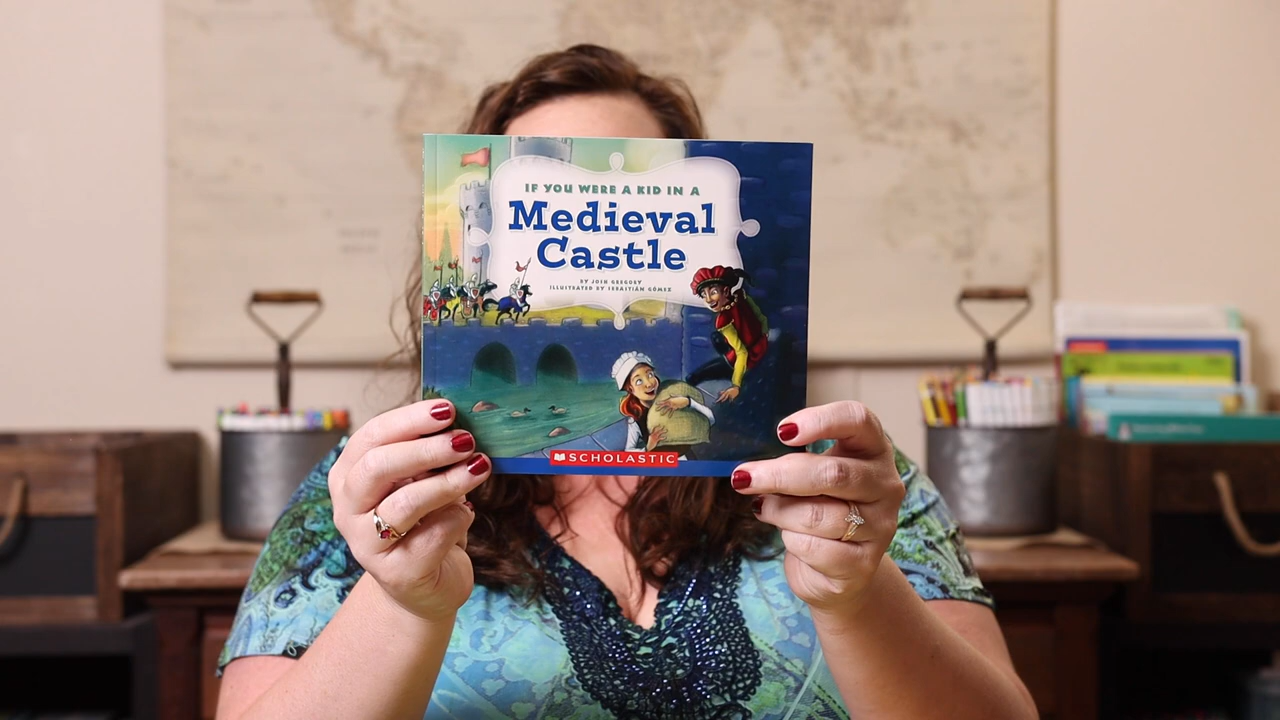 IF YOU WERE A KID IN A
Medieval
Castle
BY JOSH GREGORY
ILLUSTRATED BY SEBASTIÁN GÓMEZ
SCHOLASTIC